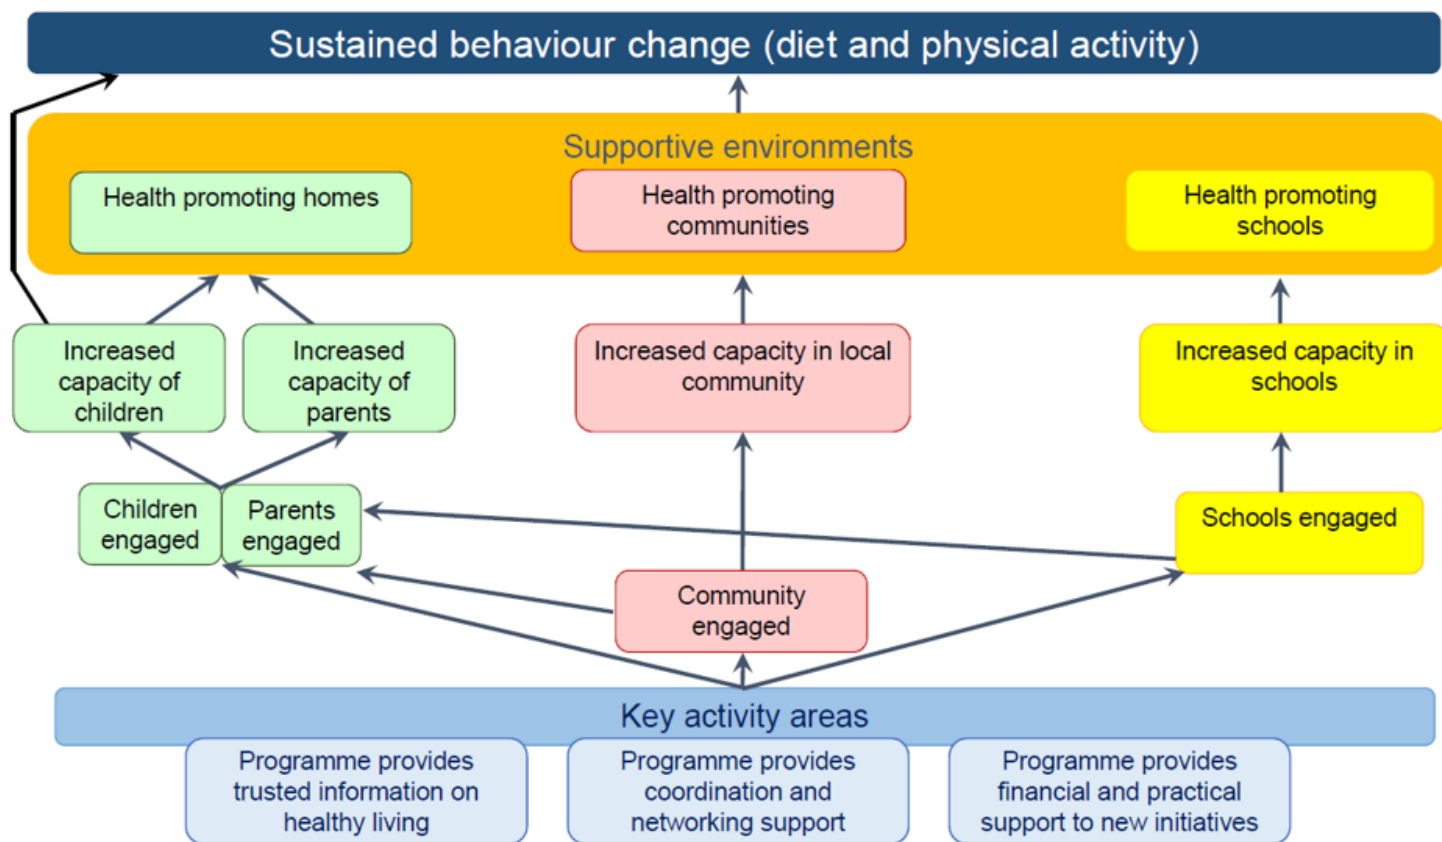 Sustained behaviour change (diet and physical activity)
Supportive environments
Health promoting homes
Health promoting
communities
Health promoting
schools
Increased
capacity of
children
Increased
capacity of
parents
Increased capacity in local
community
Increased capacity in
schools
Children
engaged
Parents
engaged
Schools engaged
Community
engaged
Key activity areas
Programme provides
trusted information on
healthy living
Programme provides
coordination and
networking support
Programme provides
financial and practical
support to new initiatives